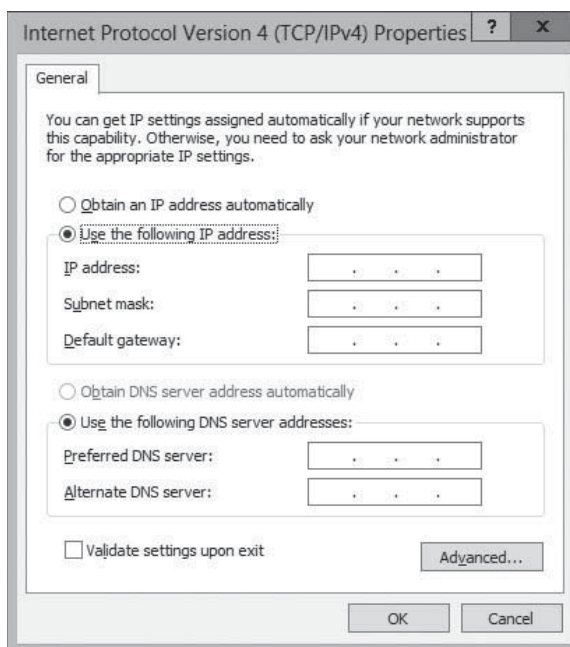 Internet Protocol Version 4 (TCP/IPv4) Properties ? x
General
You can get IP settings assigned automatically if your network supports
this capability. Otherwise, you need to ask your network administrator
for the appropriate IP settings.
Obtain an IP address automatically
Use the following IP address:
IP address: . . .
Subnet mask: . . .
Default gateway: . . .
Obtain DNS server address automatically
Use the following DNS server addresses:
Preferred DNS server: . . .
Alternate DNS server: . . .
Validate settings upon exit
Advanced...
OK Cancel